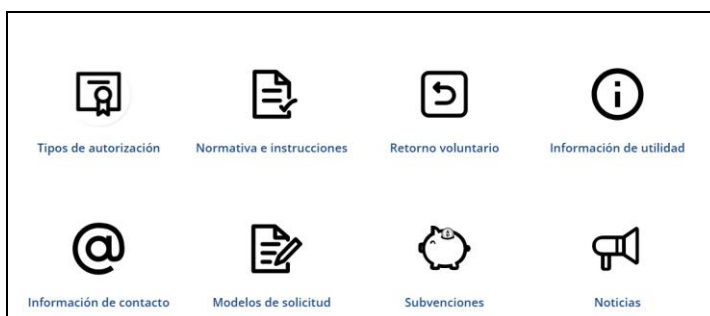 Tipos de autorización
Normativa e instrucciones
Retorno voluntario
Información de utilidad
Información de contacto
Modelos de solicitud
Subvenciones
Noticias